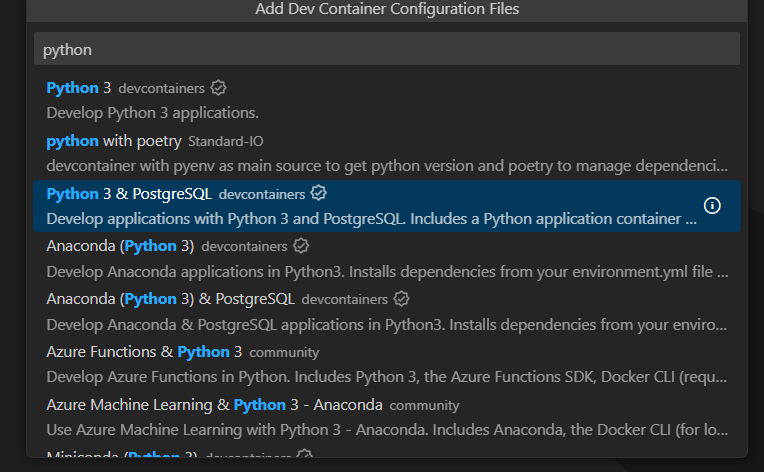 Add Dev Container Configuration Files
python
Python 3 devcontainers
Develop Python 3 applications.
python with poetry Standard-IO
devcontainer with pyenv as main source to get python version and poetry to manage dependenci...
Python 3 & PostgreSQL devcontainers
Develop applications with Python 3 and PostgreSQL. Includes a Python application container ...
Anaconda (Python 3) devcontainers
Develop Anaconda applications in Python3. Installs dependencies from your environment.yml file ...
Anaconda (Python 3) & PostgreSQL devcontainers
Develop Anaconda & PostgreSQL applications in Python3. Installs dependencies from your enviro...
Azure Functions & Python 3 community
Develop Azure Functions in Python. Includes Python 3, the Azure Functions SDK, Docker CLI (requ...
Azure Machine Learning & Python 3 - Anaconda community
Use Azure Machine Learning with Python 3 - Anaconda. Includes Anaconda, the Docker CLI (for lo...
Miniconda (Python 3) devcontainers